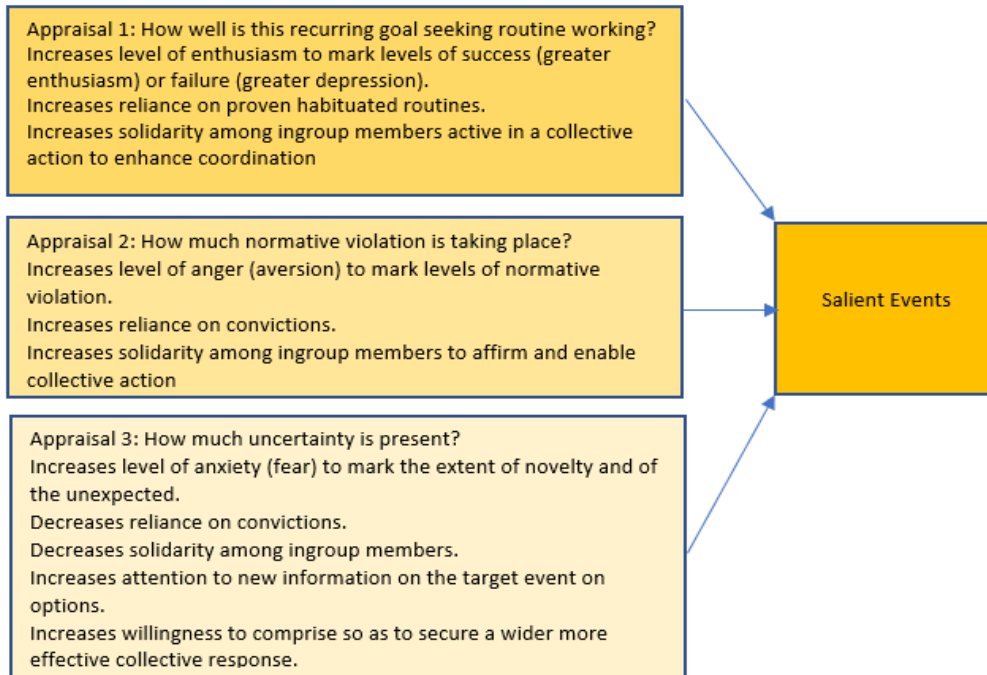 Appraisal 1: How well is this recurring goal seeking routine working?
Increases level of enthusiasm to mark levels of success (greater
enthusiasm) or failure (greater depression).
Increases reliance on proven habituated routines.
Increases solidarity among ingroup members active in a collective
action to enhance coordination
Appraisal 2: How much normative violation is taking place?
Increases level of anger (aversion) to mark levels of normative
violation.
Increases reliance on convictions.
Increases solidarity among ingroup members to affirm and enable
collective action
Salient Events
Appraisal 3: How much uncertainty is present?
Increases level of anxiety (fear) to mark the extent of novelty and of
the unexpected.
Decreases reliance on convictions.
Decreases solidarity among ingroup members.
Increases attention to new information on the target event on
options.
Increases willingness to comprise so as to secure a wider more
effective collective response.